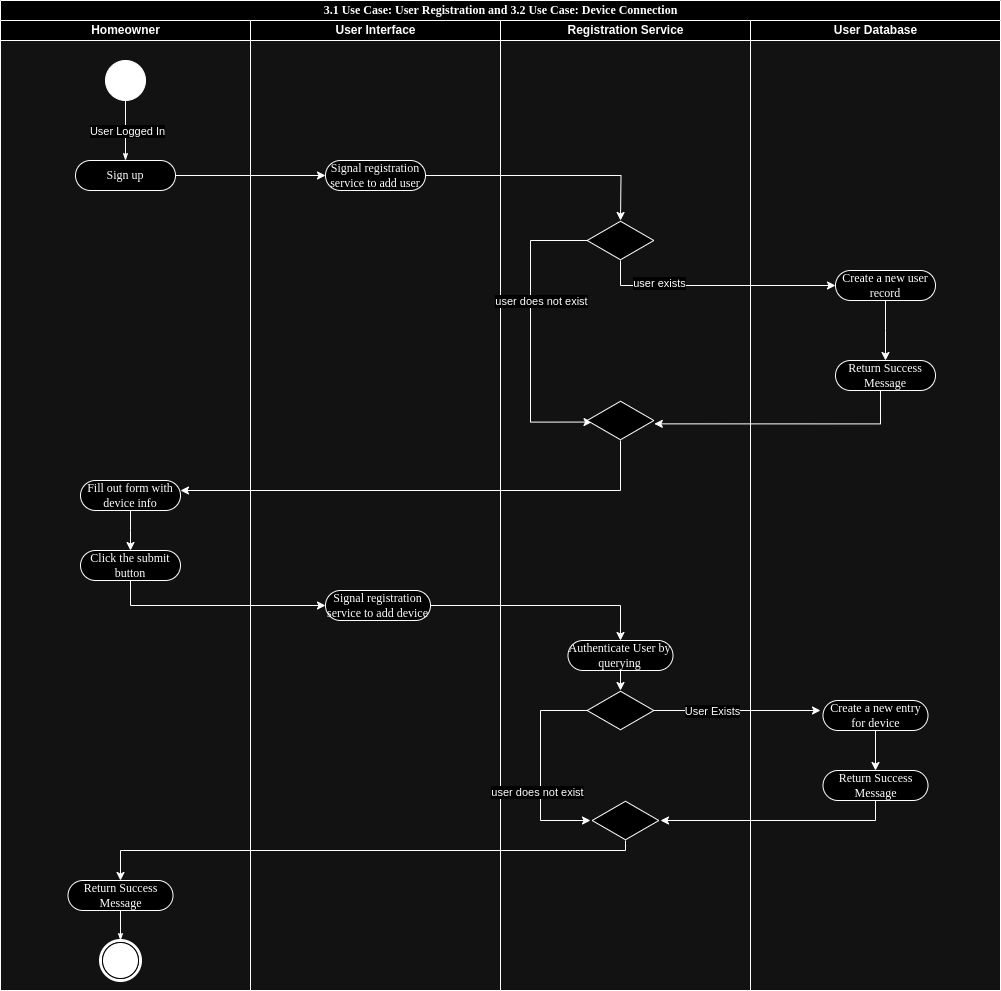 3.1 Use Case: User Registration and 3.2 Use Case: Device Connection
Homeowner
User Interface
Registration Service
User Database
User Logged In
Sign up
Signal registration
service to add user
user exists
user does not exist
Create a new user
record
Return Success
Message
Fill out form with
device info
Click the submit
button
Signal registration
service to add device
Authenticate User by
querying
User Exists
Create a new entry
for device
Return Success
Message
user does not exist
Return Success
Message